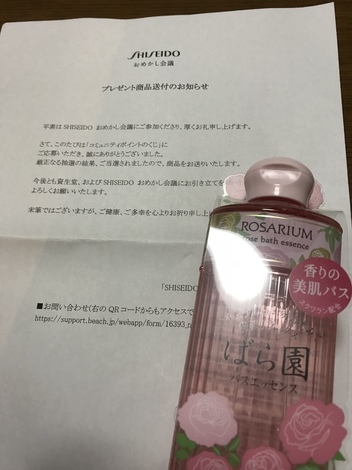 SHISEIDO
おめかし会議
プレゼント商品送付のお知らせ
平素は SHISEIDO おめかし会議にご参加くださり、厚くお礼申し上げます。
さて、このたびは「コミュニティポイントのくじ」に
ご応募いただき、誠にありがとうございました。
厳正なる抽選の結果、ご当選されましたので、商品をお送りいたします。
今後とも資生堂、および SHISEIDO おめかし会議にお引き立てを
よろしくお願いいたします。
末筆ではございますが、ご健康、ご多幸を心よりお祈り申し上
「SHISEIDO
■お問い合わせ(右の QR コードからもアクセスで
https://support.beach.jp/webapp/form/16393_n
ROSARIUM
rose bath essence
香りの
美肌バス
スクワラン配合
ばら園
バスエッセンス